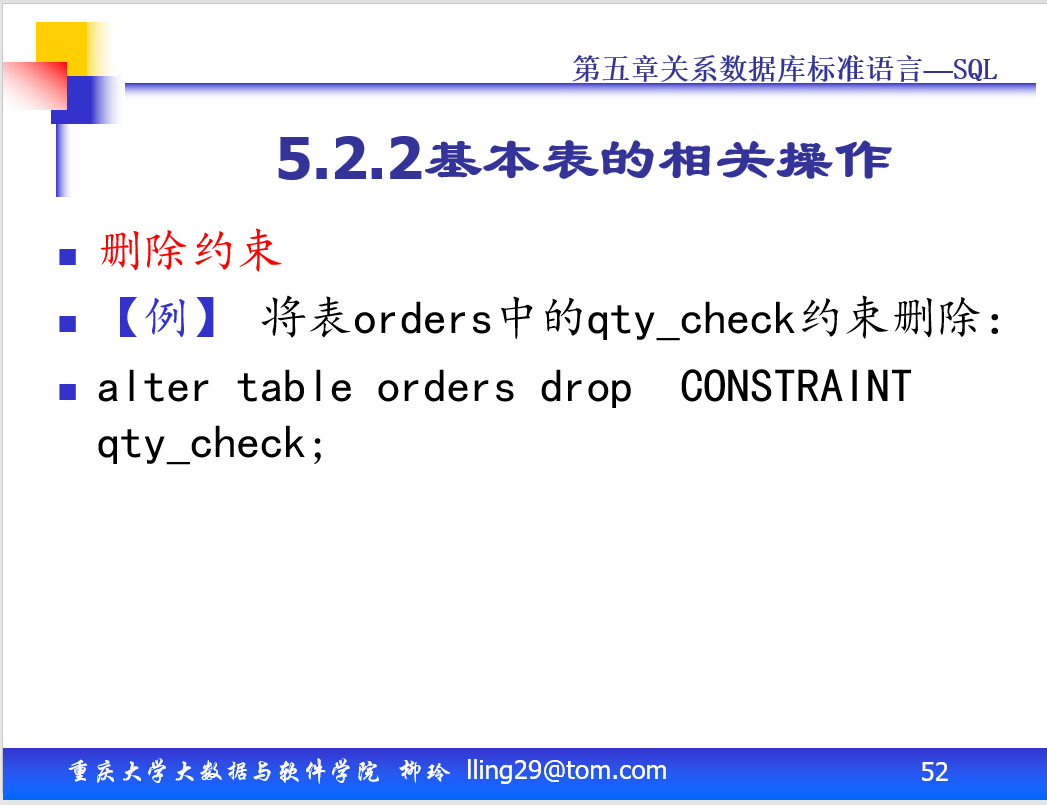 第五章关系数据库标准语言—SQL
5.2.2基本表的相关操作
删除约束
【例】 将表orders中的qty_check约束删除：
alter table orders drop  CONSTRAINT
qty_check;
重庆大学大数据与软件学院 柳玲 lling29@tom.com
52